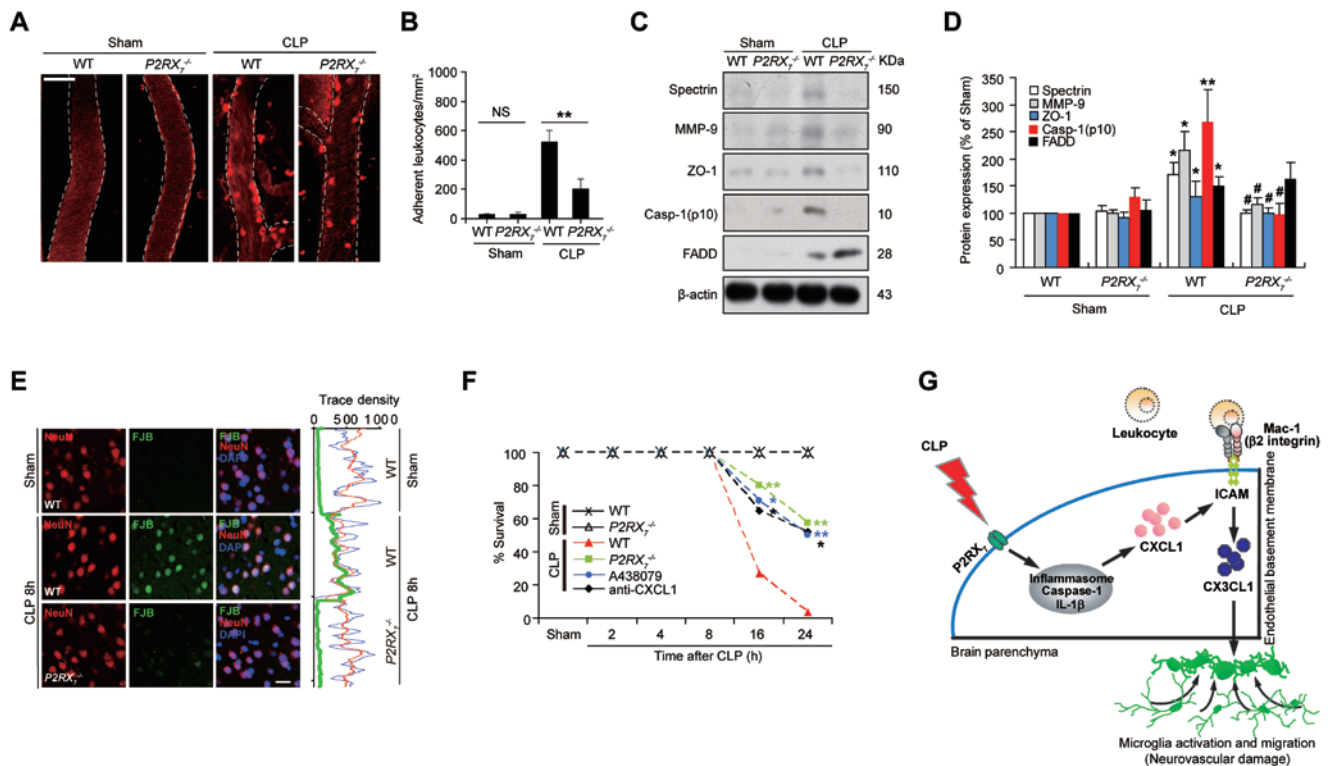 A
Sham CLP
WT P2RX₇⁻/⁻ WT P2RX₇⁻/⁻
B
Adherent leukocytes/mm²
1000
800
600
400
200
0
NS
**
WT P2RX₇⁻/⁻ WT P2RX₇⁻/⁻
Sham CLP
C
Sham CLP
WT P2RX₇⁻/⁻ WT P2RX₇⁻/⁻ KDa
Spectrin 150
MMP-9 90
ZO-1 110
Casp-1(p10) 10
FADD 28
β-actin 43
D
Protein expression (% of Sham)
350
300
250
200
150
100
50
0
Spectrin
MMP-9
ZO-1
Casp-1(p10)
FADD
* * * ** *
# # # #
WT P2RX₇⁻/⁻ WT P2RX₇⁻/⁻
Sham CLP
E
Trace density
0 500 1000
NeuN FJB FJB
NeuN
DAPI
WT
Sham
WT
Sham
NeuN FJB FJB
NeuN
DAPI
WT
CLP 8h
WT
CLP 8h
NeuN FJB FJB
NeuN
DAPI
P2RX₇⁻/⁻
P2RX₇⁻/⁻
F
% Survival
100
80
60
40
20
0
Sham
WT
P2RX₇⁻/⁻
CLP
WT
P2RX₇⁻/⁻
A438079
anti-CXCL1
** * *
** ** *
Sham 2 4 8 16 24
Time after CLP (h)
G
CLP
Leukocyte
Mac-1
(β2 integrin)
ICAM
P2RX₇
CXCL1
Inflammasome
Caspase-1
IL-1β
CX3CL1
Endothelial basement membrane
Brain parenchyma
Microglia activation and migration
(Neurovascular damage)